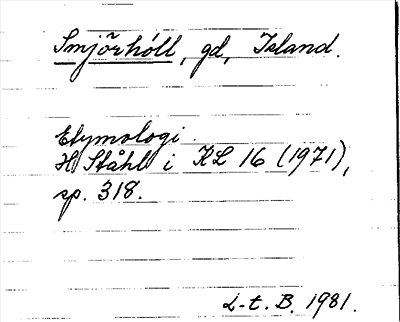 Smjörhóll, gd, Island.
Etymologi.
H Ståhl i KL 16 (1971),
sp. 318.
L-t. B. 1981.